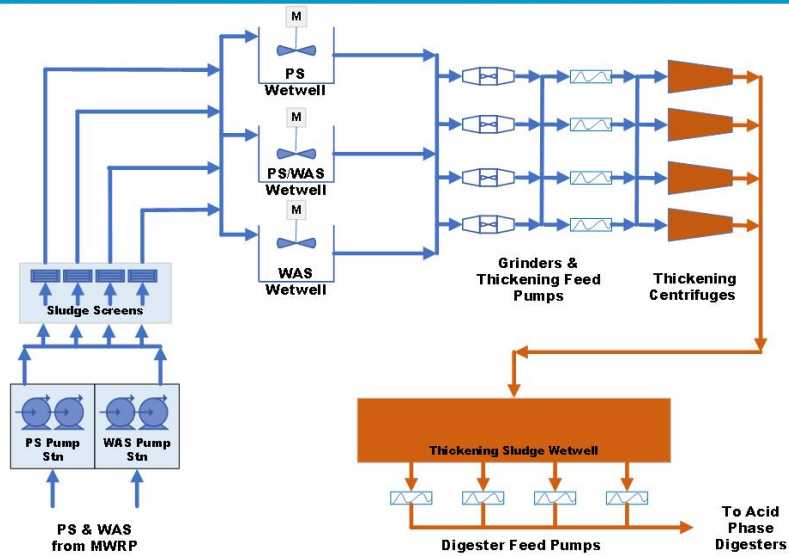 M
PS
Wetwell
M
PS/WAS
Wetwell
M
WAS
Wetwell
Grinders &
Thickening Feed
Pumps
Thickening
Centrifuges
Sludge Screens
PS Pump
Stn
WAS Pump
Stn
PS & WAS
from MWRP
Thickening Sludge Wetwell
Digester Feed Pumps
To Acid
Phase
Digesters